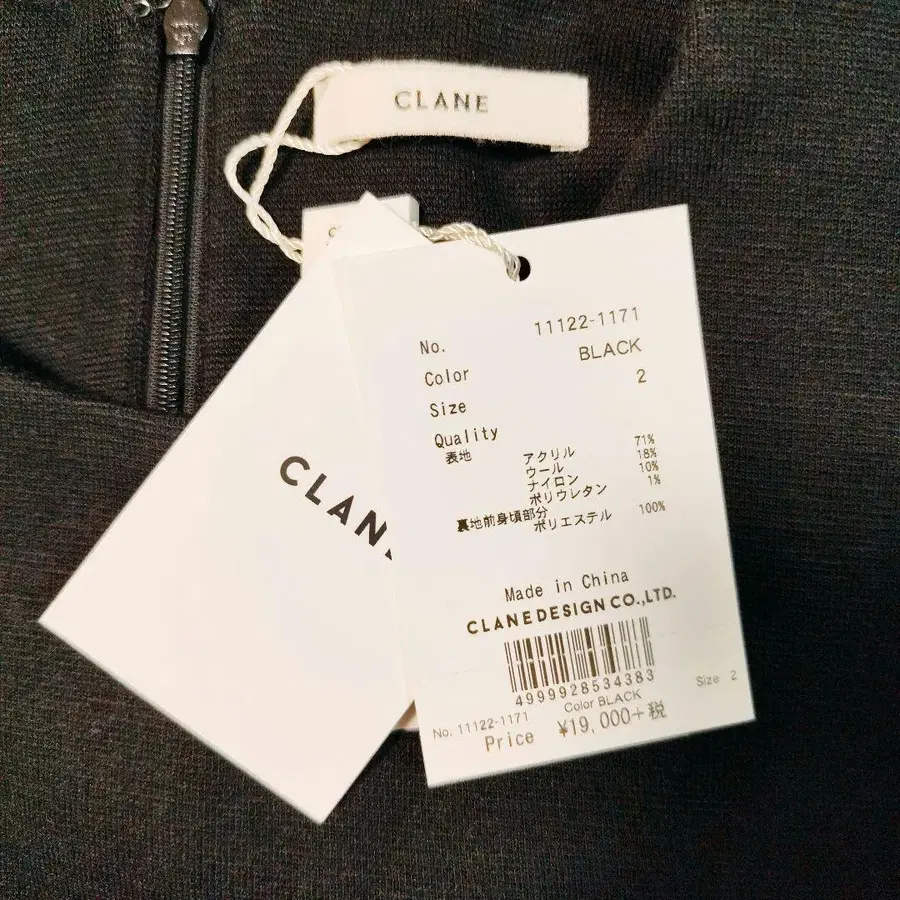 CLANE
CLANE
No. 11122-1171
Color BLACK
Size 2
Quality
表地 アクリル 71%
ウール 18%
ナイロン 10%
ポリウレタン 1%
裏地前身頃部分
ポリエステル 100%
Made in China
CLANEDESIGN CO.,LTD.
4999928534383
Color BLACK
No. 11122-1171 Size 2
Price ¥19,000+税